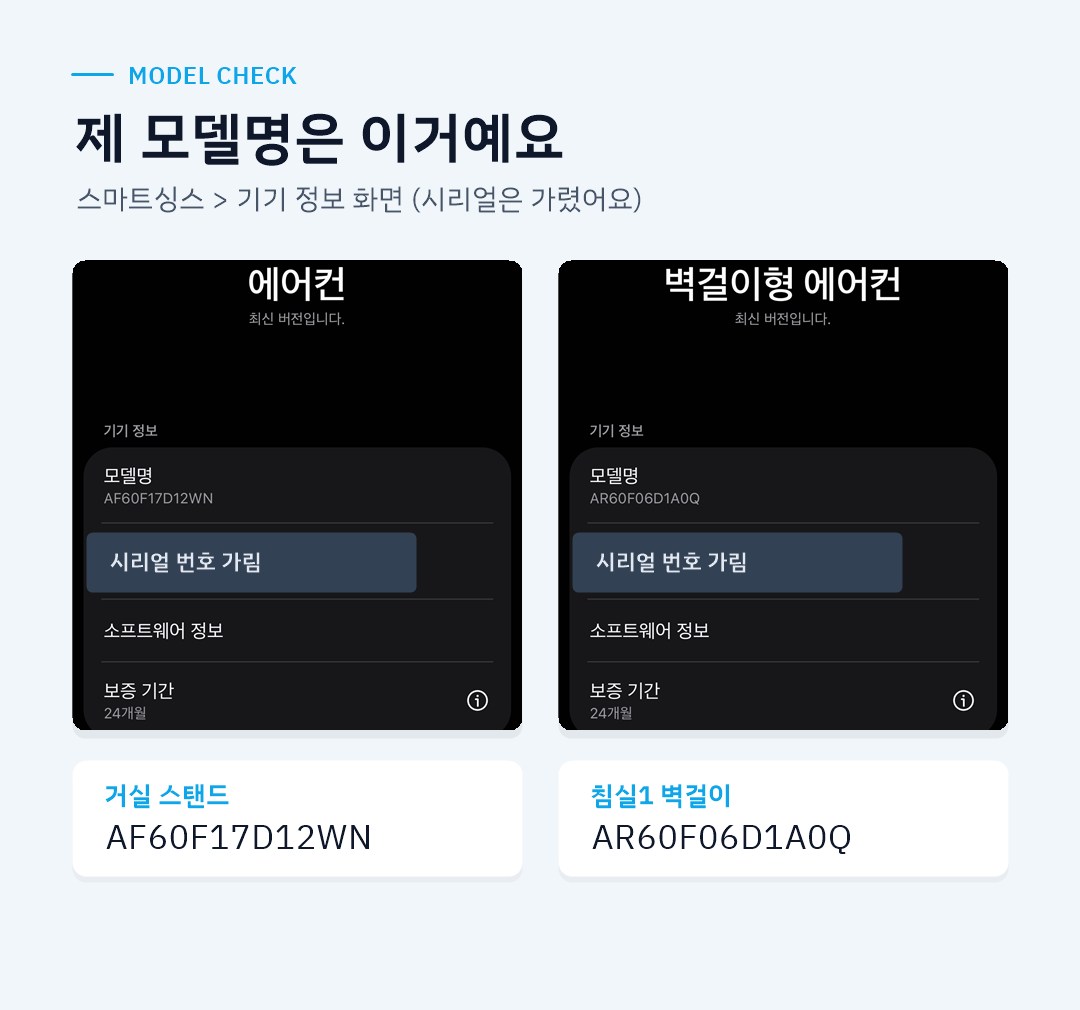 MODEL CHECK
제 모델명은 이거예요
스마트싱스 > 기기 정보 화면 (시리얼은 가렸어요)
에어컨
최신 버전입니다.
기기 정보
모델명
AF60F17D12WN
시리얼 번호 가림
소프트웨어 정보
보증 기간
24개월
벽걸이형 에어컨
최신 버전입니다.
기기 정보
모델명
AR60F06D1A0Q
시리얼 번호 가림
소프트웨어 정보
보증 기간
24개월
거실 스탠드
AF60F17D12WN
침실1 벽걸이
AR60F06D1A0Q